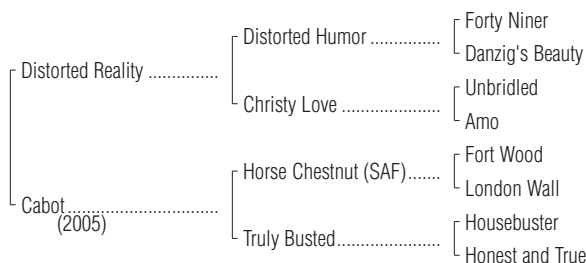 Forty Niner
Distorted Humor ...............
Danzig's Beauty
Distorted Reality ...............
Unbridled
Christy Love ....................
Amo
Fort Wood
Horse Chestnut (SAF).......
London Wall
Cabot.................................
(2005)
Housebuster
Truly Busted......................
Honest and True